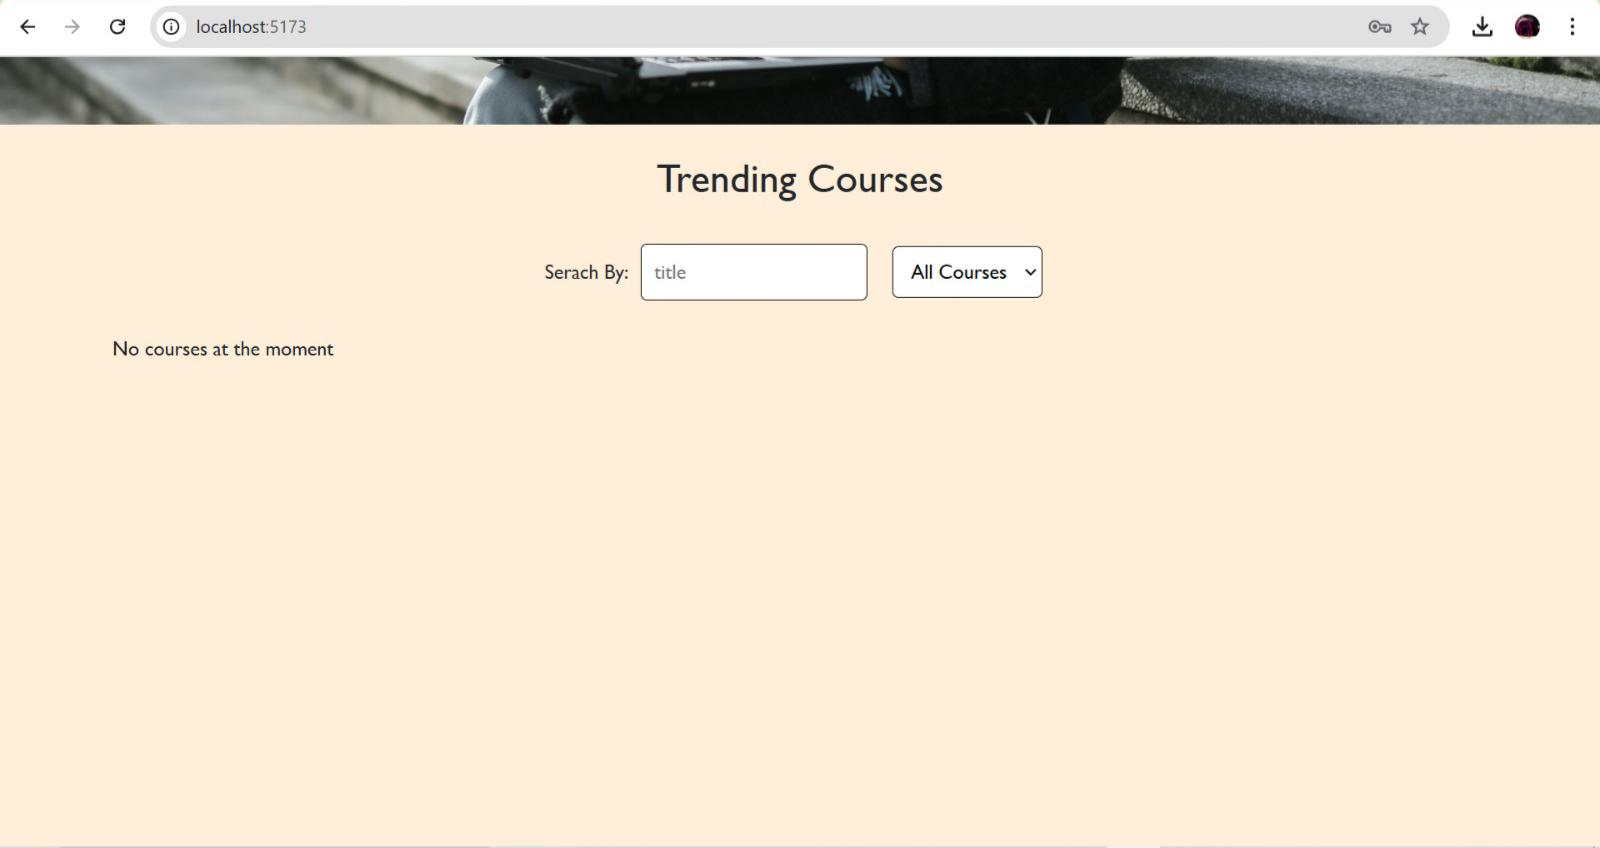 localhost:5173
Trending Courses
Serach By: title All Courses
No courses at the moment